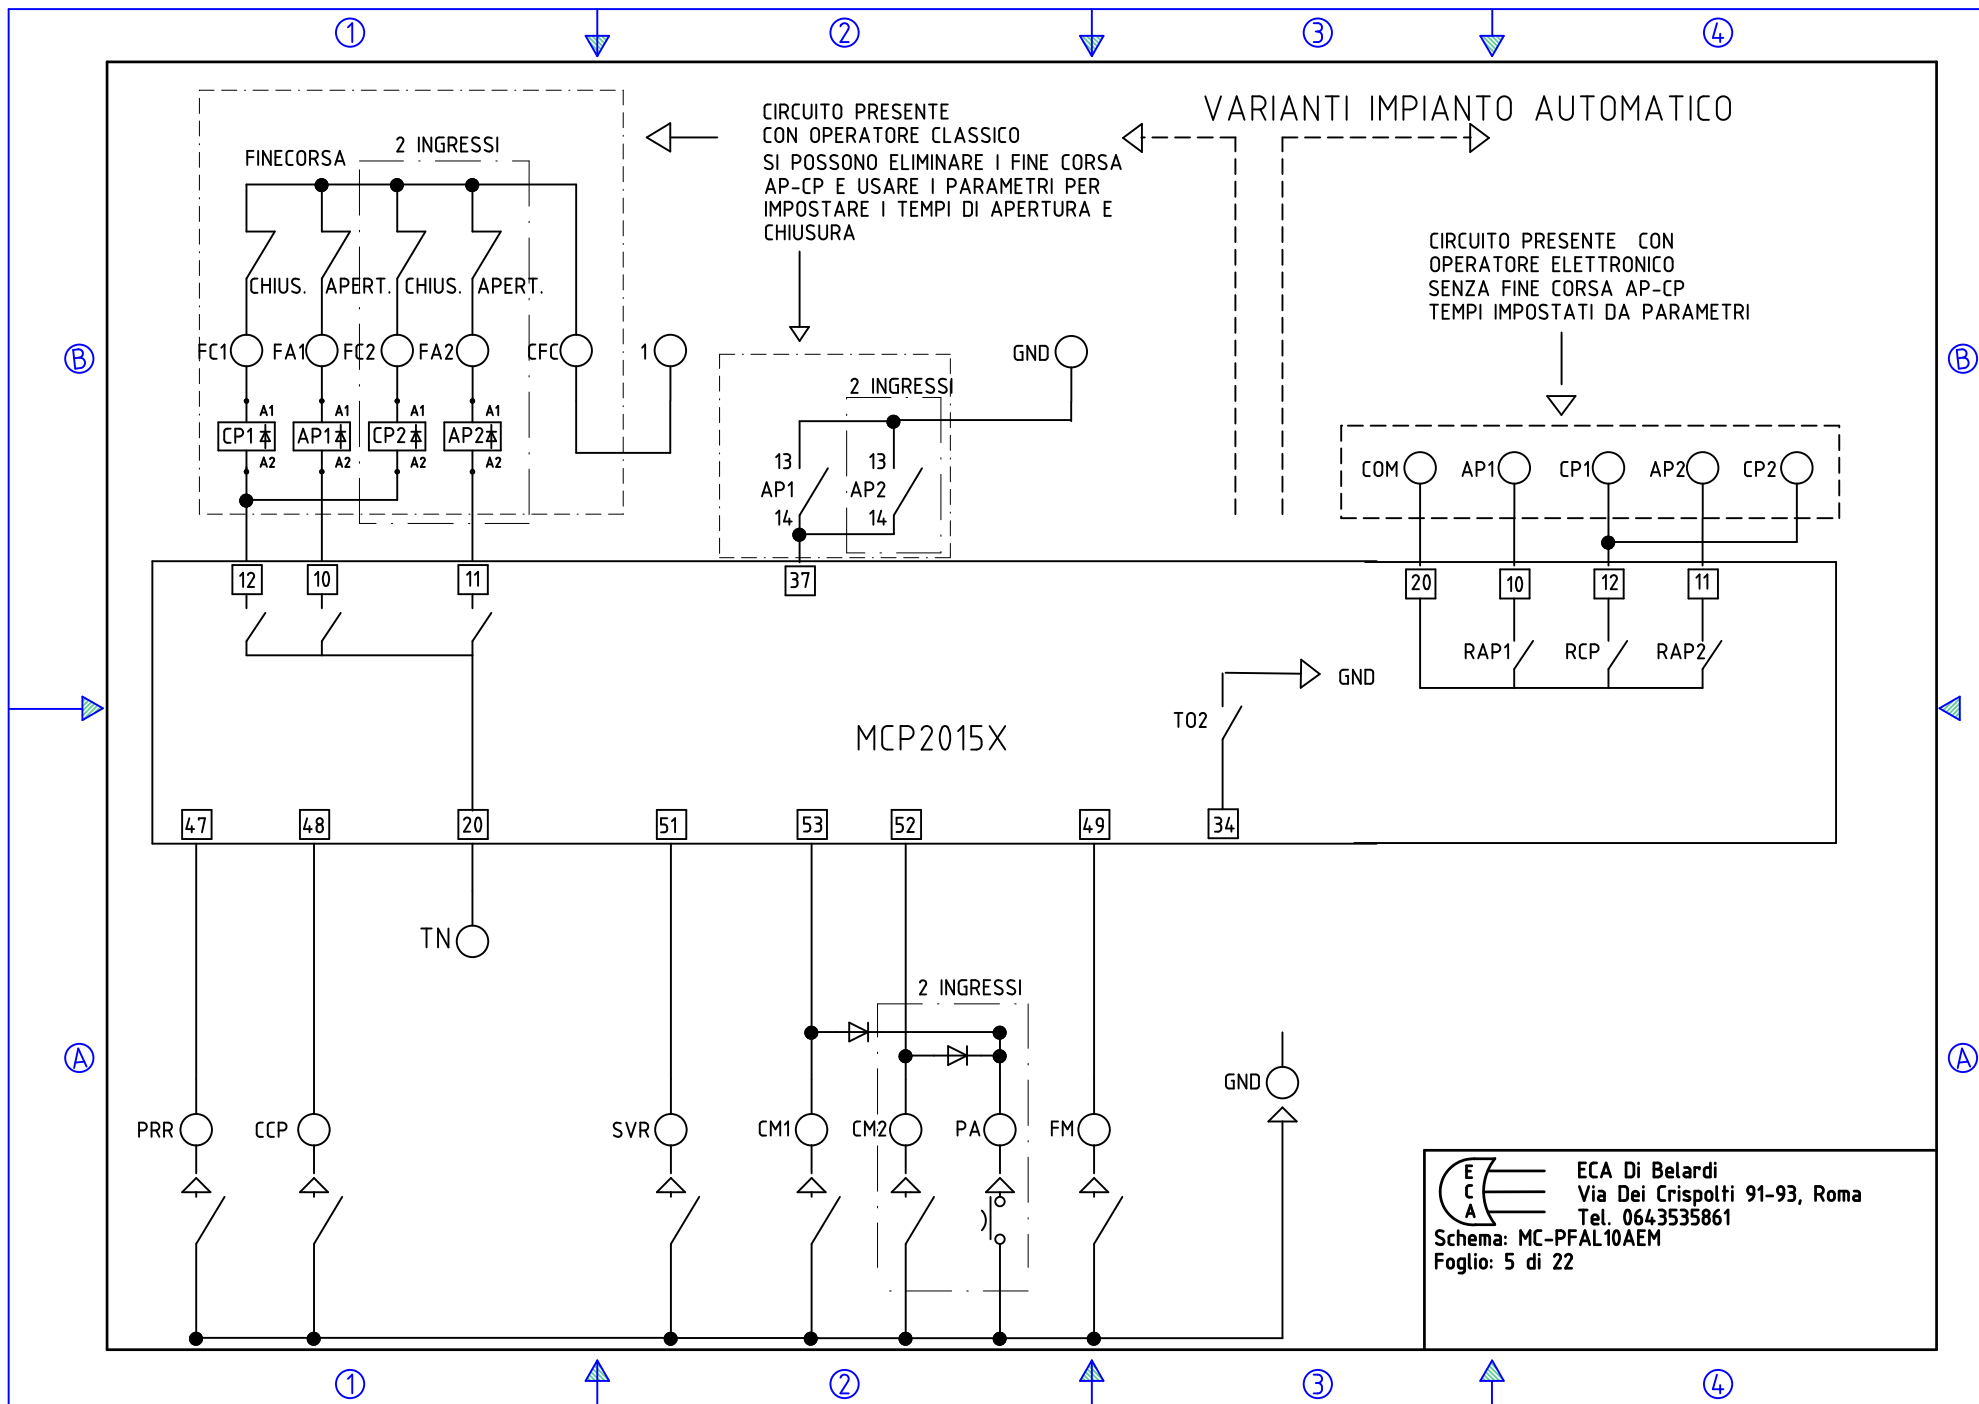 1 2 3 4
VARIANTI IMPIANTO AUTOMATICO
CIRCUITO PRESENTE
CON OPERATORE CLASSICO
SI POSSONO ELIMINARE I FINE CORSA
AP-CP E USARE I PARAMETRI PER
IMPOSTARE I TEMPI DI APERTURA E
CHIUSURA
2 INGRESSI
FINECORSA
CIRCUITO PRESENTE CON
OPERATORE ELETTRONICO
SENZA FINE CORSA AP-CP
TEMPI IMPOSTATI DA PARAMETRI
CHIUS. APERT. CHIUS. APERT.
B FC1 FA1 FC2 FA2 CFC 1 GND B
2 INGRESSI
A1 A1 A1 A1
CP1 AP1 CP2 AP2
A2 A2 A2 A2
13 13
AP1 AP2
14 14
COM AP1 CP1 AP2 CP2
12 10 11 37 20 10 12 11
RAP1 RCP RAP2
GND
TO2
MCP2015X
47 48 20 51 53 52 49 34
TN
2 INGRESSI
A A
GND
PRR CCP SVR CM1 CM2 PA FM
E
C
A
ECA Di Belardi
Via Dei Crispolti 91-93, Roma
Tel. 0643535861
Schema: MC-PFAL10AEM
Foglio: 5 di 22
1 2 3 4